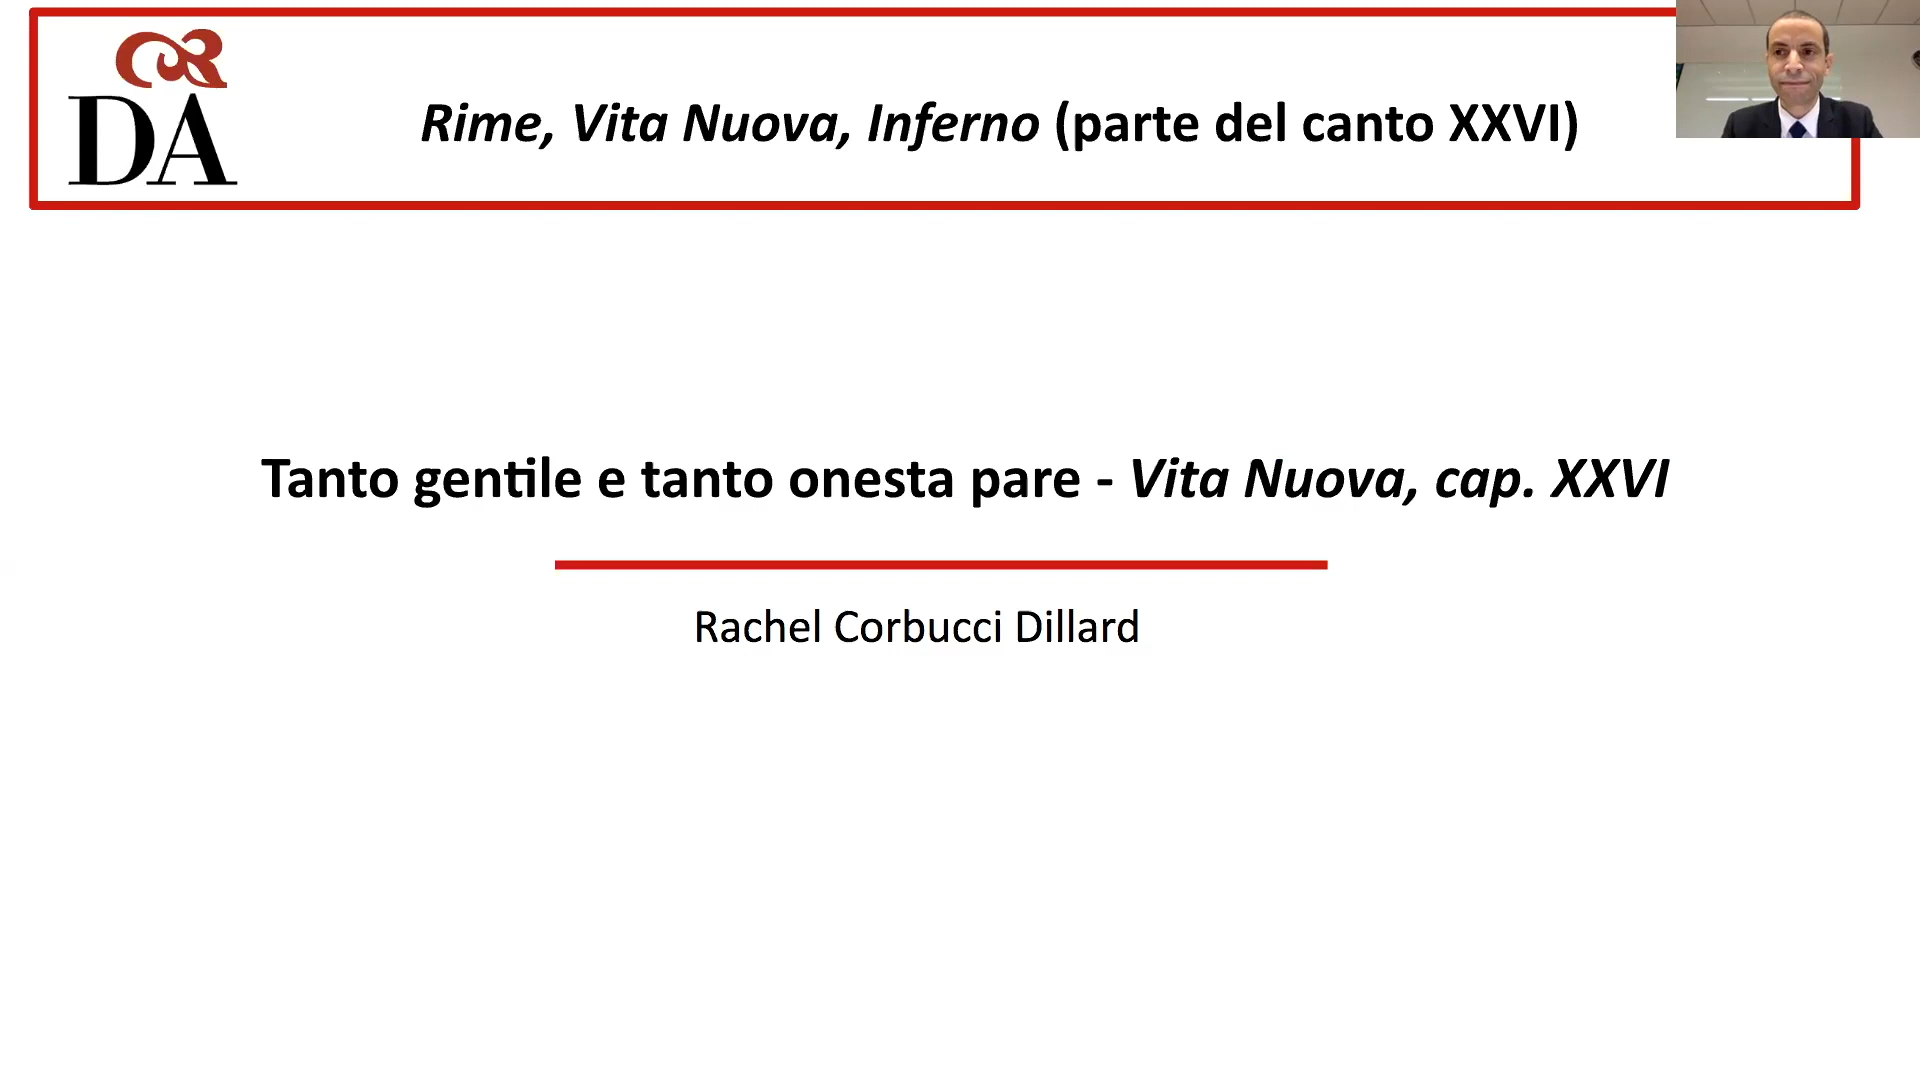 DA
Rime, Vita Nuova, Inferno (parte del canto XXVI)
Tanto gentile e tanto onesta pare - Vita Nuova, cap. XXVI
Rachel Corbucci Dillard